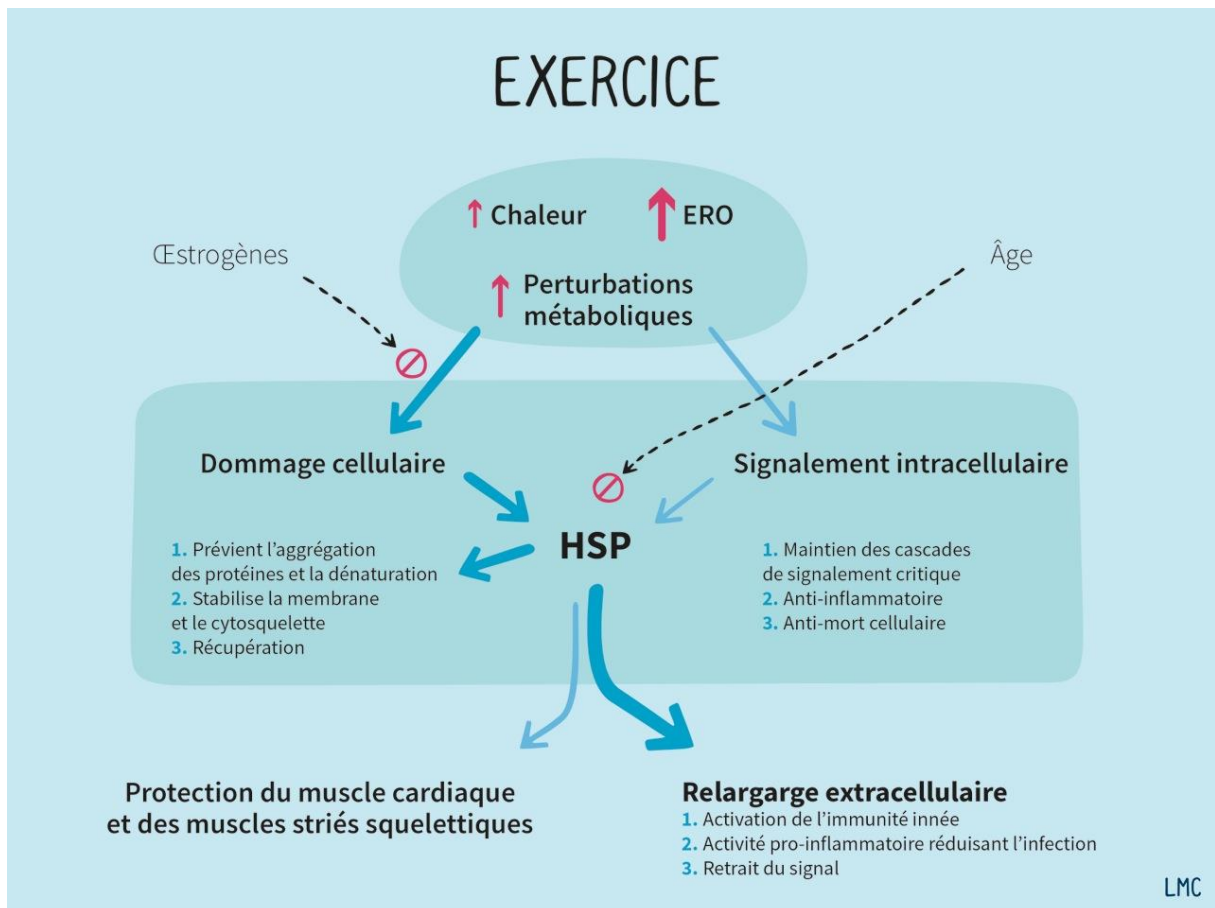 EXERCICE
Chaleur
ERO
Œstrogènes
Âge
Perturbations
métaboliques
Dommage cellulaire
Signalement intracellulaire
HSP
1. Prévient l’aggrégation
des protéines et la dénaturation
2. Stabilise la membrane
et le cytosquelette
3. Récupération
1. Maintien des cascades
de signalement critique
2. Anti-inflammatoire
3. Anti-mort cellulaire
Protection du muscle cardiaque
et des muscles striés squelettiques
Relargarge extracellulaire
1. Activation de l’immunité innée
2. Activité pro-inflammatoire réduisant l’infection
3. Retrait du signal
LMC